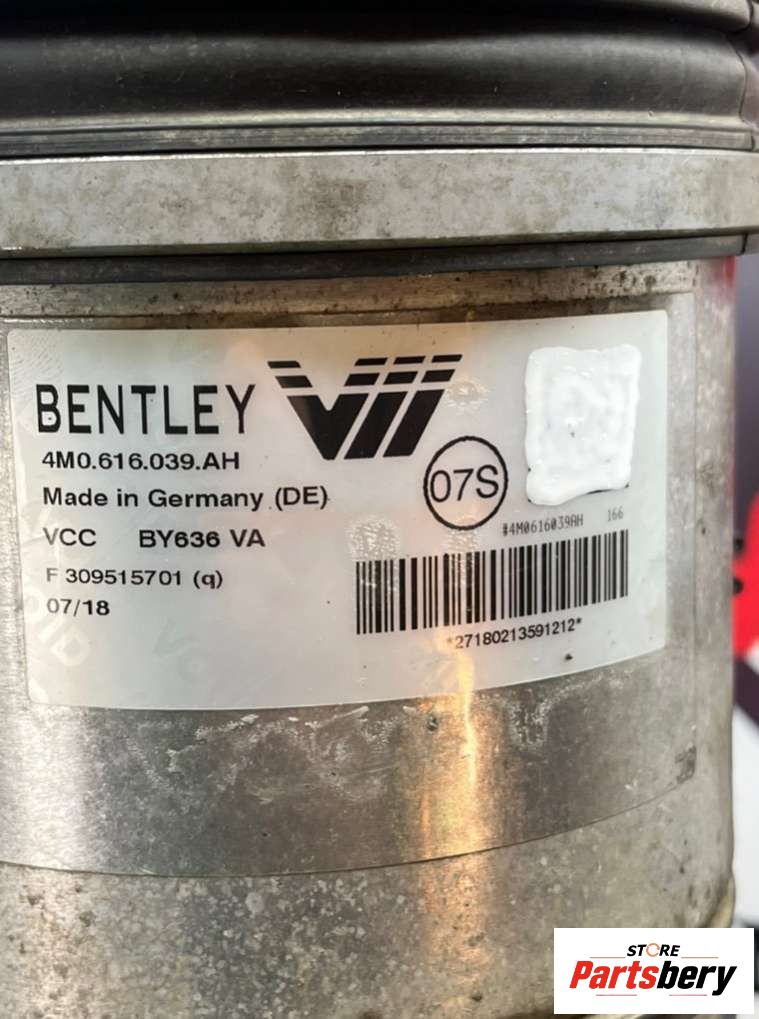 BENTLEY
4M0.616.039.AH
Made in Germany (DE)
VCC BY636 VA
F 309515701 (q)
07/18
07S
#4M0616039AH 166
*27180213591212*
STORE
Partsbery